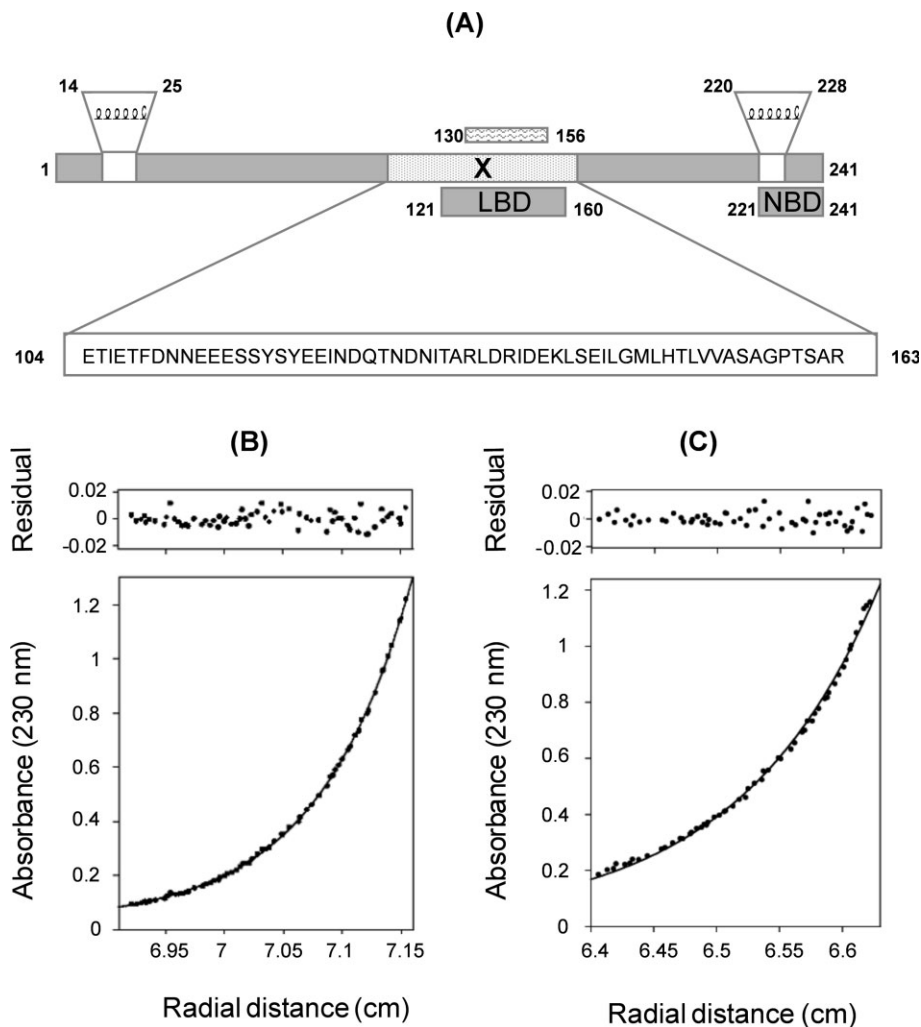 (A)
14 25 220 228
130 156
1 X 241
121 LBD 160 221 NBD 241
104 ETIETFDNNEEESSYSYEEINDQTNDNITARLDRIDEKLSEILGMLHTLVVASAGPTSAR 163
(B) (C)
Residual
0.02
0
-0.02
Residual
0.02
0
-0.02
Absorbance (230 nm)
1.2
1
0.8
0.6
0.4
0.2
0
6.95 7 7.05 7.1 7.15
Radial distance (cm)
Absorbance (230 nm)
1.2
1
0.8
0.6
0.4
0.2
0
6.4 6.45 6.5 6.55 6.6
Radial distance (cm)